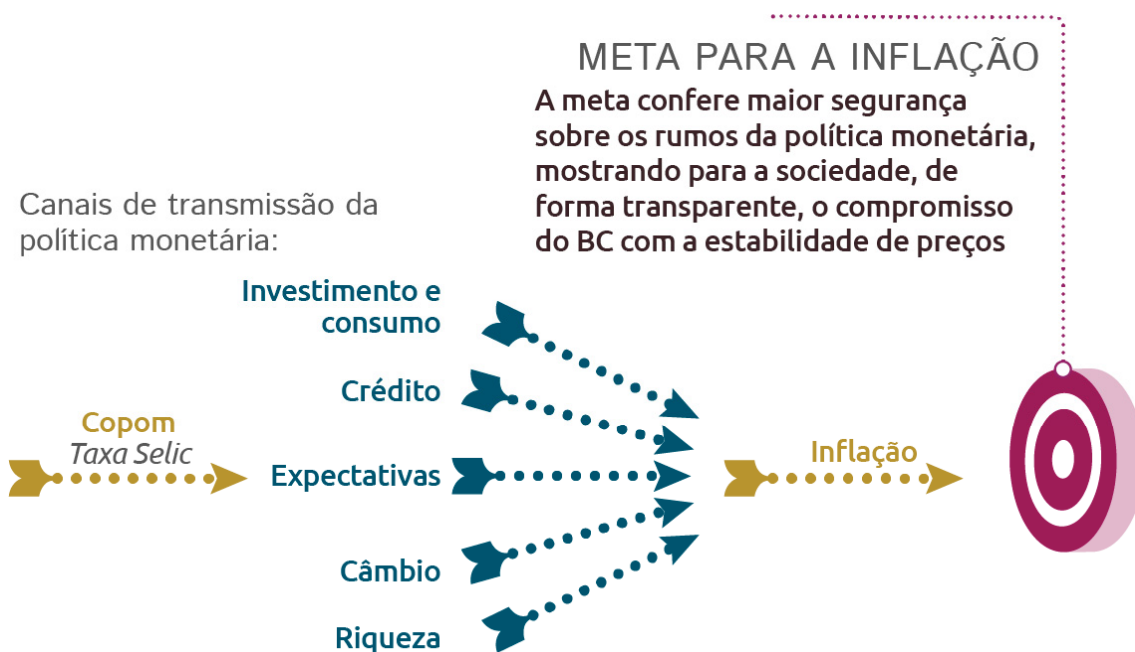 META PARA A INFLAÇÃO
A meta confere maior segurança
sobre os rumos da política monetária,
mostrando para a sociedade, de
forma transparente, o compromisso
do BC com a estabilidade de preços
Canais de transmissão da
política monetária:
Investimento e
consumo
Crédito
Copom
Taxa Selic
Expectativas
Câmbio
Riqueza
Inflação